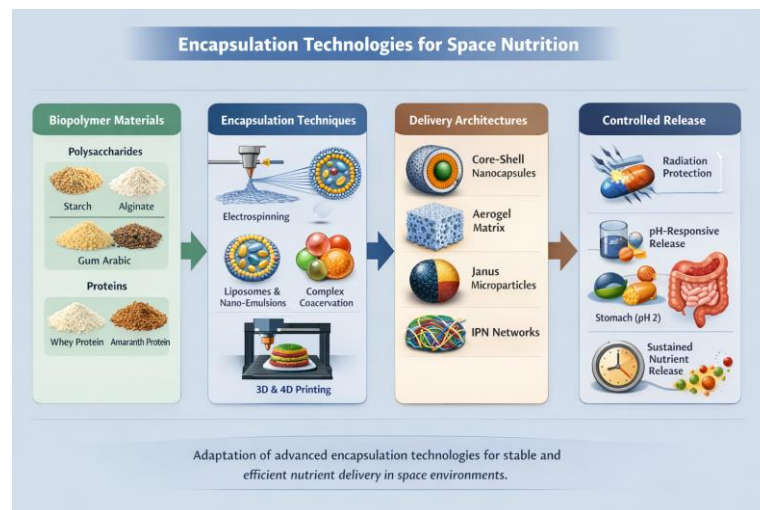 Encapsulation Technologies for Space Nutrition
Biopolymer Materials
Polysaccharides
Starch
Alginate
Gum Arabic
Proteins
Whey Protein
Amaranth Protein
Encapsulation Techniques
Electrospinning
Liposomes &
Nano-Emulsions
Complex
Coacervation
3D & 4D Printing
Delivery Architectures
Core-Shell
Nanocapsules
Aerogel
Matrix
Janus
Microparticles
IPN Networks
Controlled Release
Radiation
Protection
pH-Responsive
Release
Stomach (pH 2)
Sustained
Nutrient
Release
Adaptation of advanced encapsulation technologies for stable and
efficient nutrient delivery in space environments.